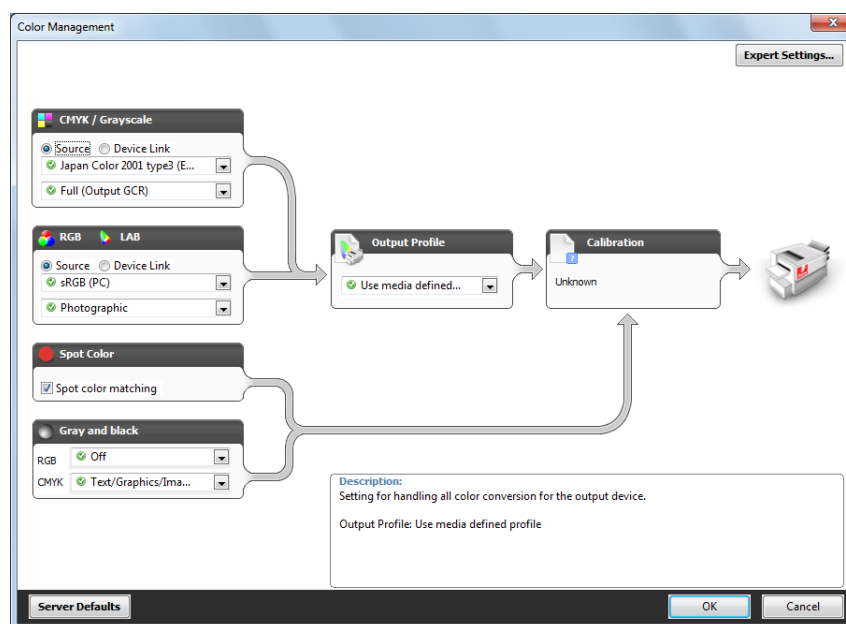 Color Management
Expert Settings...
CMYK / Grayscale
Source Device Link
Japan Color 2001 type3 (E...
Full (Output GCR)
RGB LAB
Source Device Link
sRGB (PC)
Photographic
Output Profile
Use media defined...
Calibration
Unknown
Spot Color
Spot color matching
Gray and black
RGB Off
CMYK Text/Graphics/Ima...
Description:
Setting for handling all color conversion for the output device.
Output Profile: Use media defined profile
Server Defaults
OK
Cancel